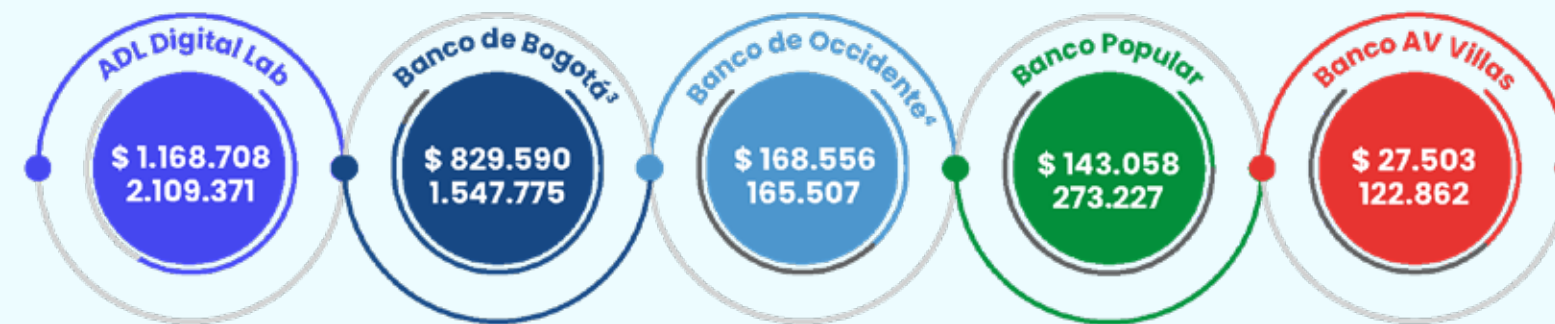 ADL Digital Lab
$ 1.168.708
2.109.371
Banco de Bogotá³
$ 829.590
1.547.775
Banco de Occidente⁴
$ 168.556
165.507
Banco Popular
$ 143.058
273.227
Banco AV Villas
$ 27.503
122.862